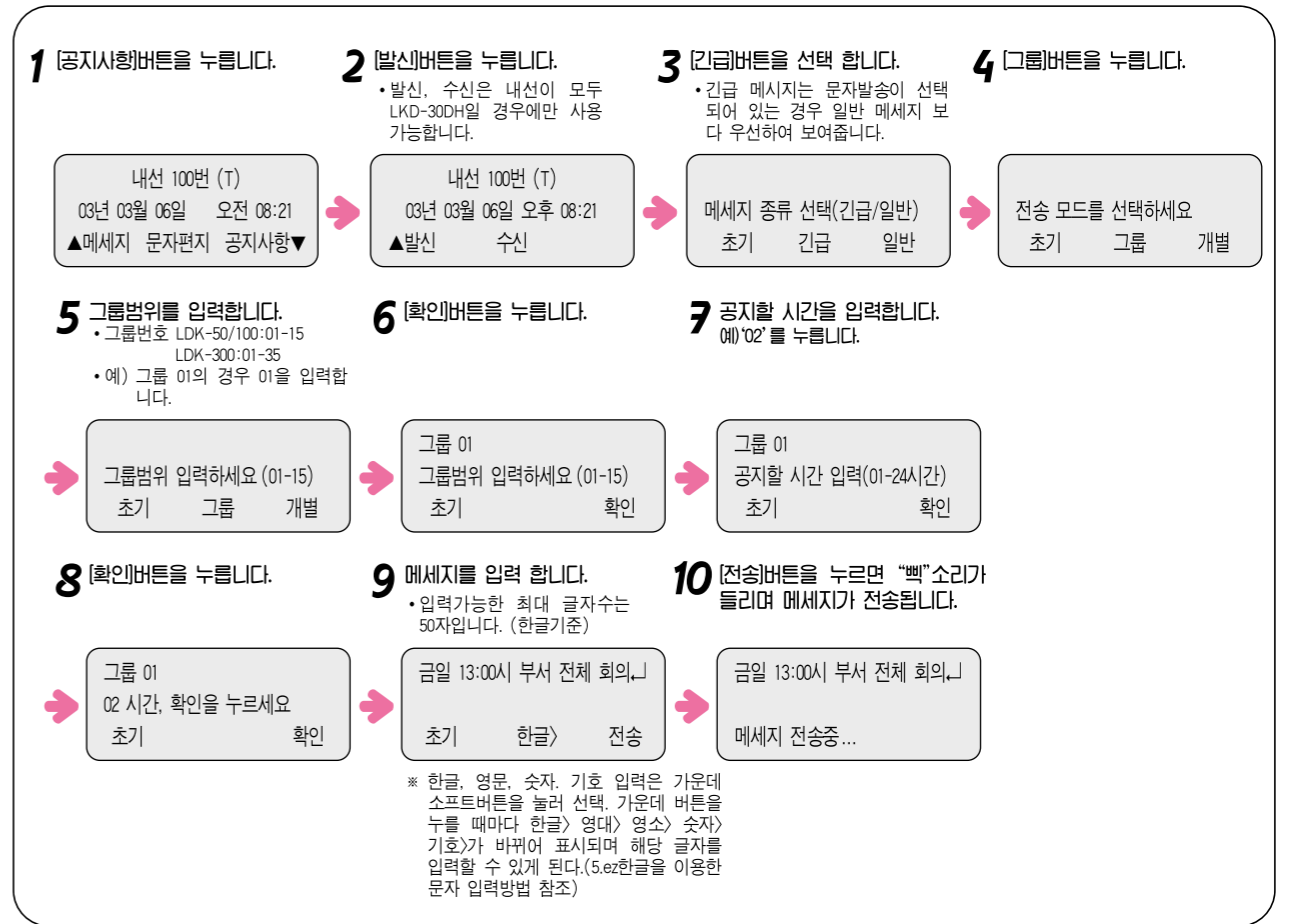 1 [공지사항]버튼을 누릅니다.
내선 100번 (T)
03년 03월 06일 오전 08:21
▲메세지 문자편지 공지사항▼
2 [발신]버튼을 누릅니다.
• 발신, 수신은 내선이 모두
LKD-30DH일 경우에만 사용
가능합니다.
내선 100번 (T)
03년 03월 06일 오후 08:21
▲발신 수신
3 [긴급]버튼을 선택 합니다.
• 긴급 메시지는 문자발송이 선택
되어 있는 경우 일반 메세지 보
다 우선하여 보여줍니다.
메세지 종류 선택(긴급/일반)
초기 긴급 일반
4 [그룹]버튼을 누릅니다.
전송 모드를 선택하세요
초기 그룹 개별
5 그룹범위를 입력합니다.
• 그룹번호 LDK-50/100:01-15
LDK-300:01-35
• 예) 그룹 01의 경우 01을 입력합
니다.
그룹범위 입력하세요 (01-15)
초기 그룹 개별
6 [확인]버튼을 누릅니다.
그룹 01
그룹범위 입력하세요 (01-15)
초기 확인
7 공지할 시간을 입력합니다.
예) ‘02’ 를 누릅니다.
그룹 01
공지할 시간 입력(01-24시간)
초기 확인
8 [확인]버튼을 누릅니다.
그룹 01
02 시간, 확인을 누르세요
초기 확인
9 메세지를 입력 합니다.
• 입력가능한 최대 글자수는
50자입니다. (한글기준)
금일 13:00시 부서 전체 회의↲
초기 한글〉 전송
※ 한글, 영문, 숫자. 기호 입력은 가운데
소프트버튼을 눌러 선택. 가운데 버튼을
누를 때마다 한글〉 영대〉 영소〉 숫자〉
기호〉가 바뀌어 표시되며 해당 글자를
입력할 수 있게 된다.(5.ez한글을 이용한
문자 입력방법 참조)
10 [전송]버튼을 누르면 “삑”소리가
들리며 메세지가 전송됩니다.
금일 13:00시 부서 전체 회의↲
메세지 전송중...